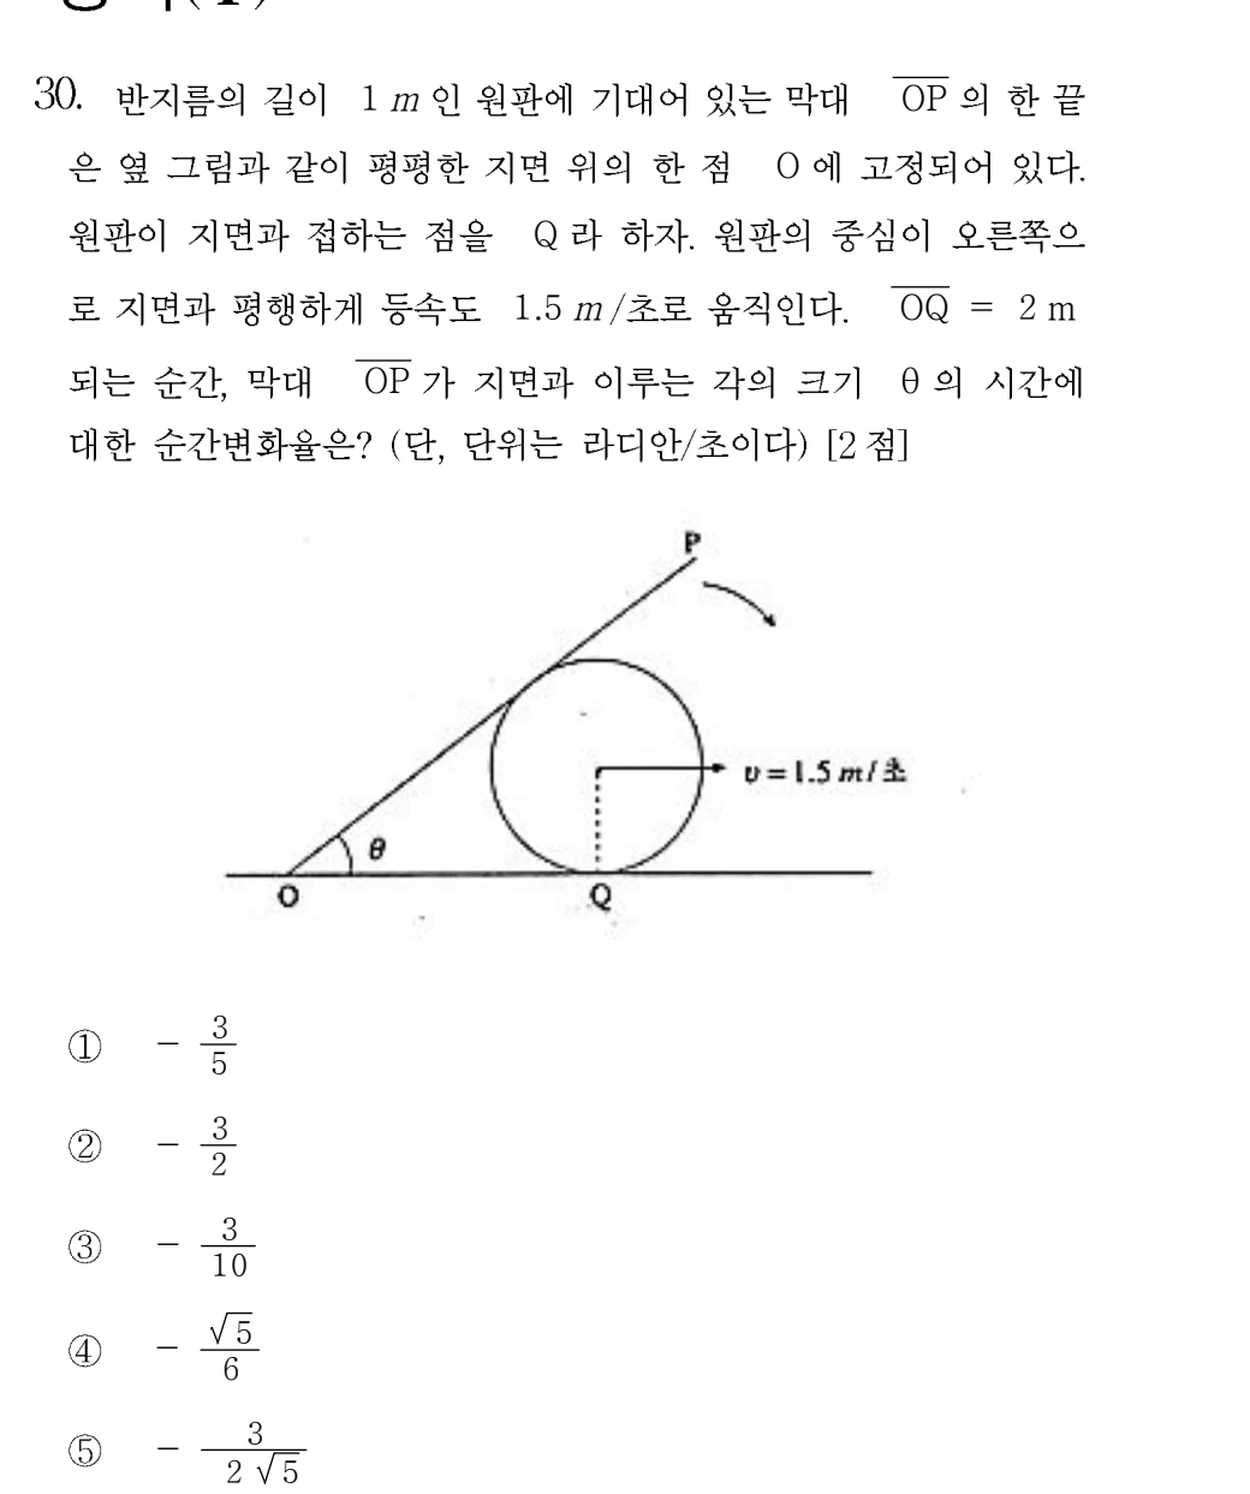 30. 반지름의 길이 1 m 인 원판에 기대어 있는 막대 OP 의 한 끝
은 옆 그림과 같이 평평한 지면 위의 한 점 O 에 고정되어 있다.
원판이 지면과 접하는 점을 Q 라 하자. 원판의 중심이 오른쪽으
로 지면과 평행하게 등속도 1.5 m /초로 움직인다. OQ = 2 m
되는 순간, 막대 OP 가 지면과 이루는 각의 크기 θ 의 시간에
대한 순간변화율은? (단, 단위는 라디안/초이다) [2 점]
P
υ = 1.5 m / 초
θ
O Q
① - 3/5
② - 3/2
③ - 3/10
④ - √5/6
⑤ - 3/2√5